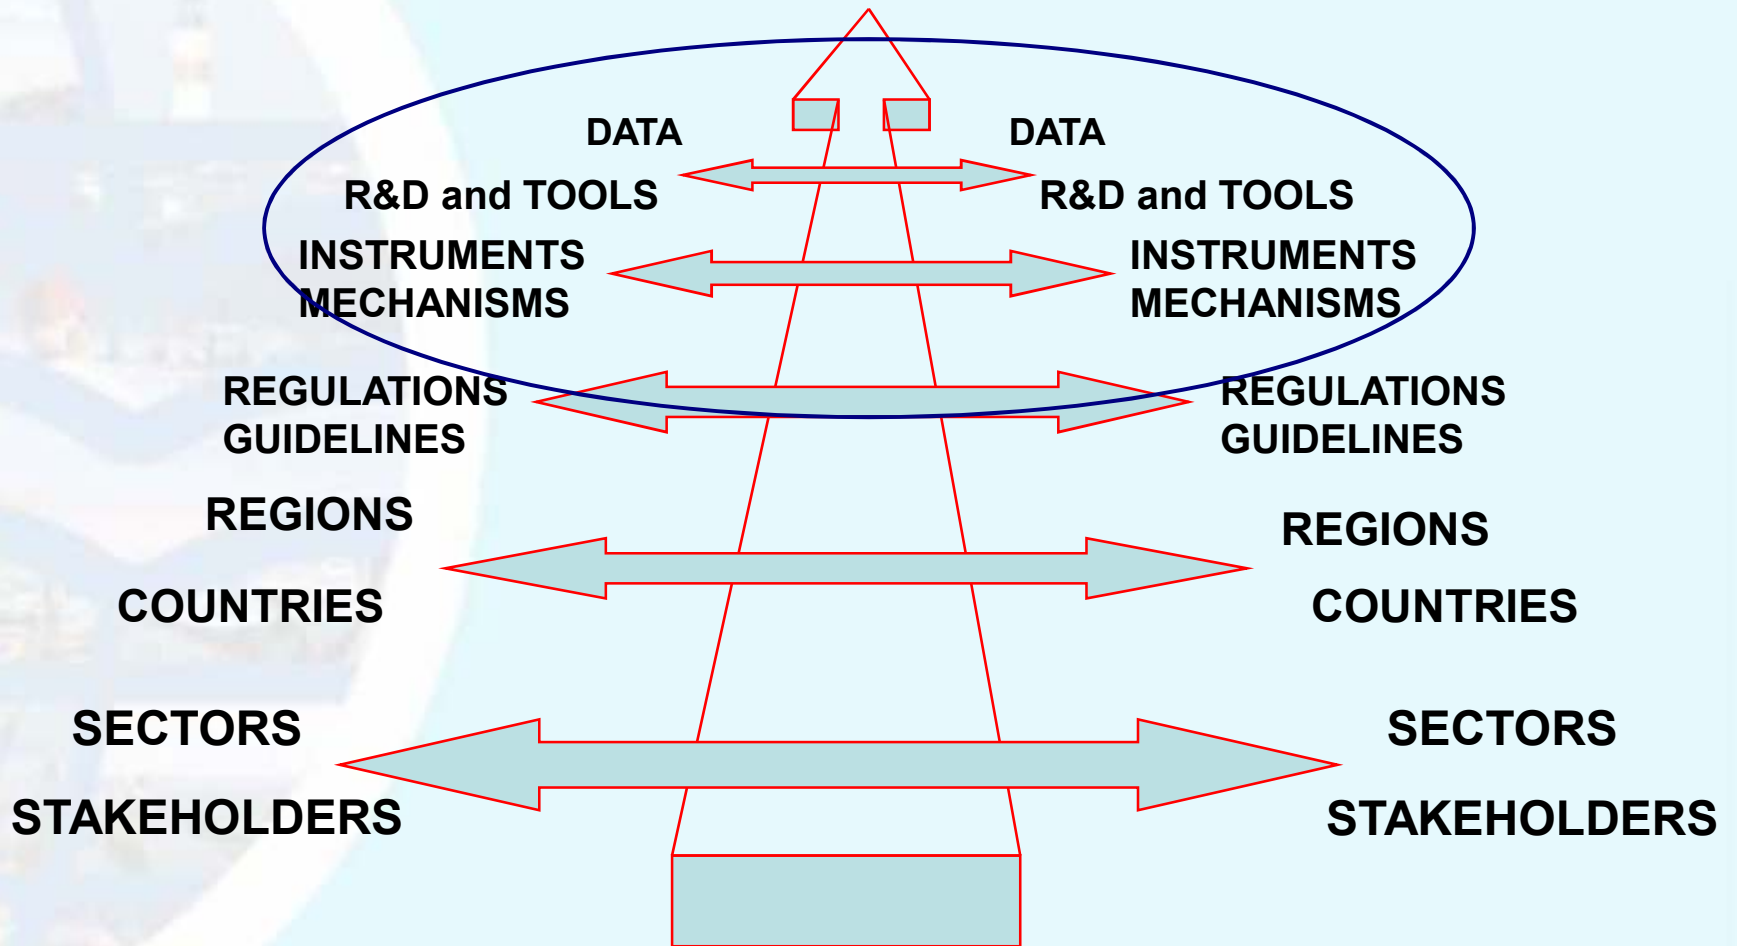 DATA DATA
R&D and TOOLS R&D and TOOLS
INSTRUMENTS INSTRUMENTS
MECHANISMS MECHANISMS
REGULATIONS REGULATIONS
GUIDELINES GUIDELINES
REGIONS REGIONS
COUNTRIES COUNTRIES
SECTORS SECTORS
STAKEHOLDERS STAKEHOLDERS